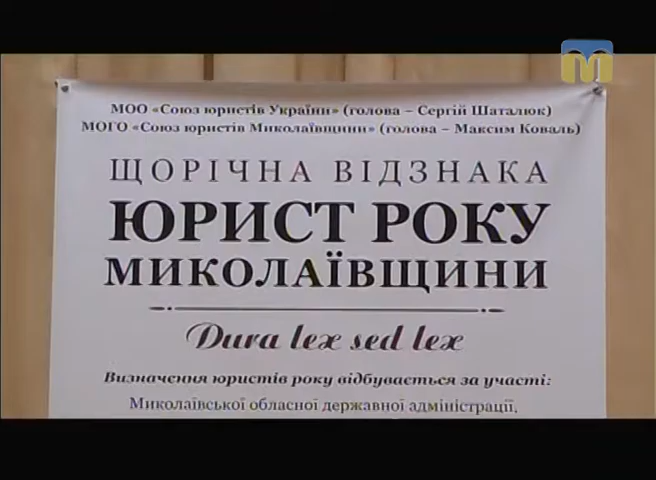 МОО «Союз юристів України» (голова – Сергій Шаталюк)
МОГО «Союз юристів Миколаївщини» (голова – Максим Коваль)
ЩОРІЧНА ВІДЗНАКА
ЮРИСТ РОКУ
МИКОЛАЇВЩИНИ
Dura lex sed lex
Визначення юристів року відбувається за участі:
Миколаївської обласної державної адміністрації,